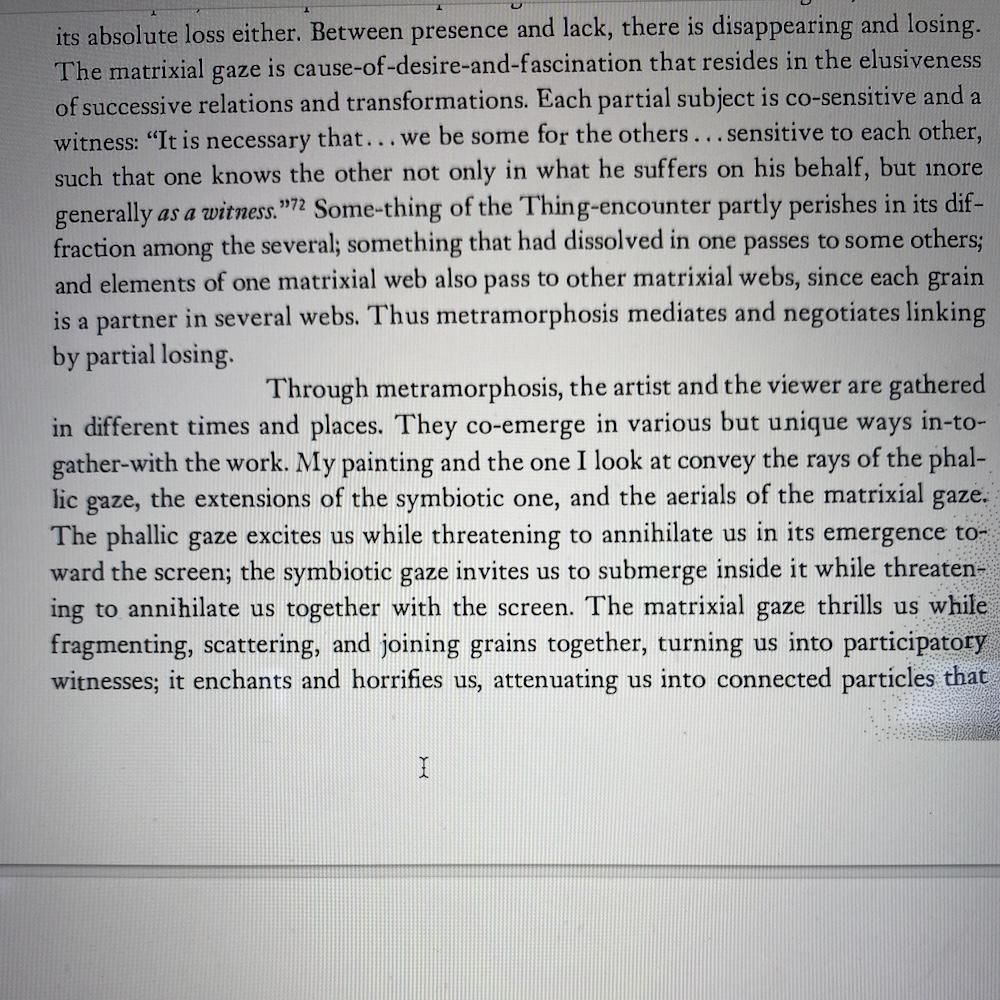 its absolute loss either. Between presence and lack, there is disappearing and losing.
The matrixial gaze is cause-of-desire-and-fascination that resides in the elusiveness
of successive relations and transformations. Each partial subject is co-sensitive and a
witness: “It is necessary that... we be some for the others ... sensitive to each other,
such that one knows the other not only in what he suffers on his behalf, but more
generally as a witness.”72 Some-thing of the Thing-encounter partly perishes in its dif-
fraction among the several; something that had dissolved in one passes to some others;
and elements of one matrixial web also pass to other matrixial webs, since each grain
is a partner in several webs. Thus metramorphosis mediates and negotiates linking
by partial losing.
Through metramorphosis, the artist and the viewer are gathered
in different times and places. They co-emerge in various but unique ways in-to-
gather-with the work. My painting and the one I look at convey the rays of the phal-
lic gaze, the extensions of the symbiotic one, and the aerials of the matrixial gaze.
The phallic gaze excites us while threatening to annihilate us in its emergence to-
ward the screen; the symbiotic gaze invites us to submerge inside it while threaten-
ing to annihilate us together with the screen. The matrixial gaze thrills us while
fragmenting, scattering, and joining grains together, turning us into participatory
witnesses; it enchants and horrifies us, attenuating us into connected particles that